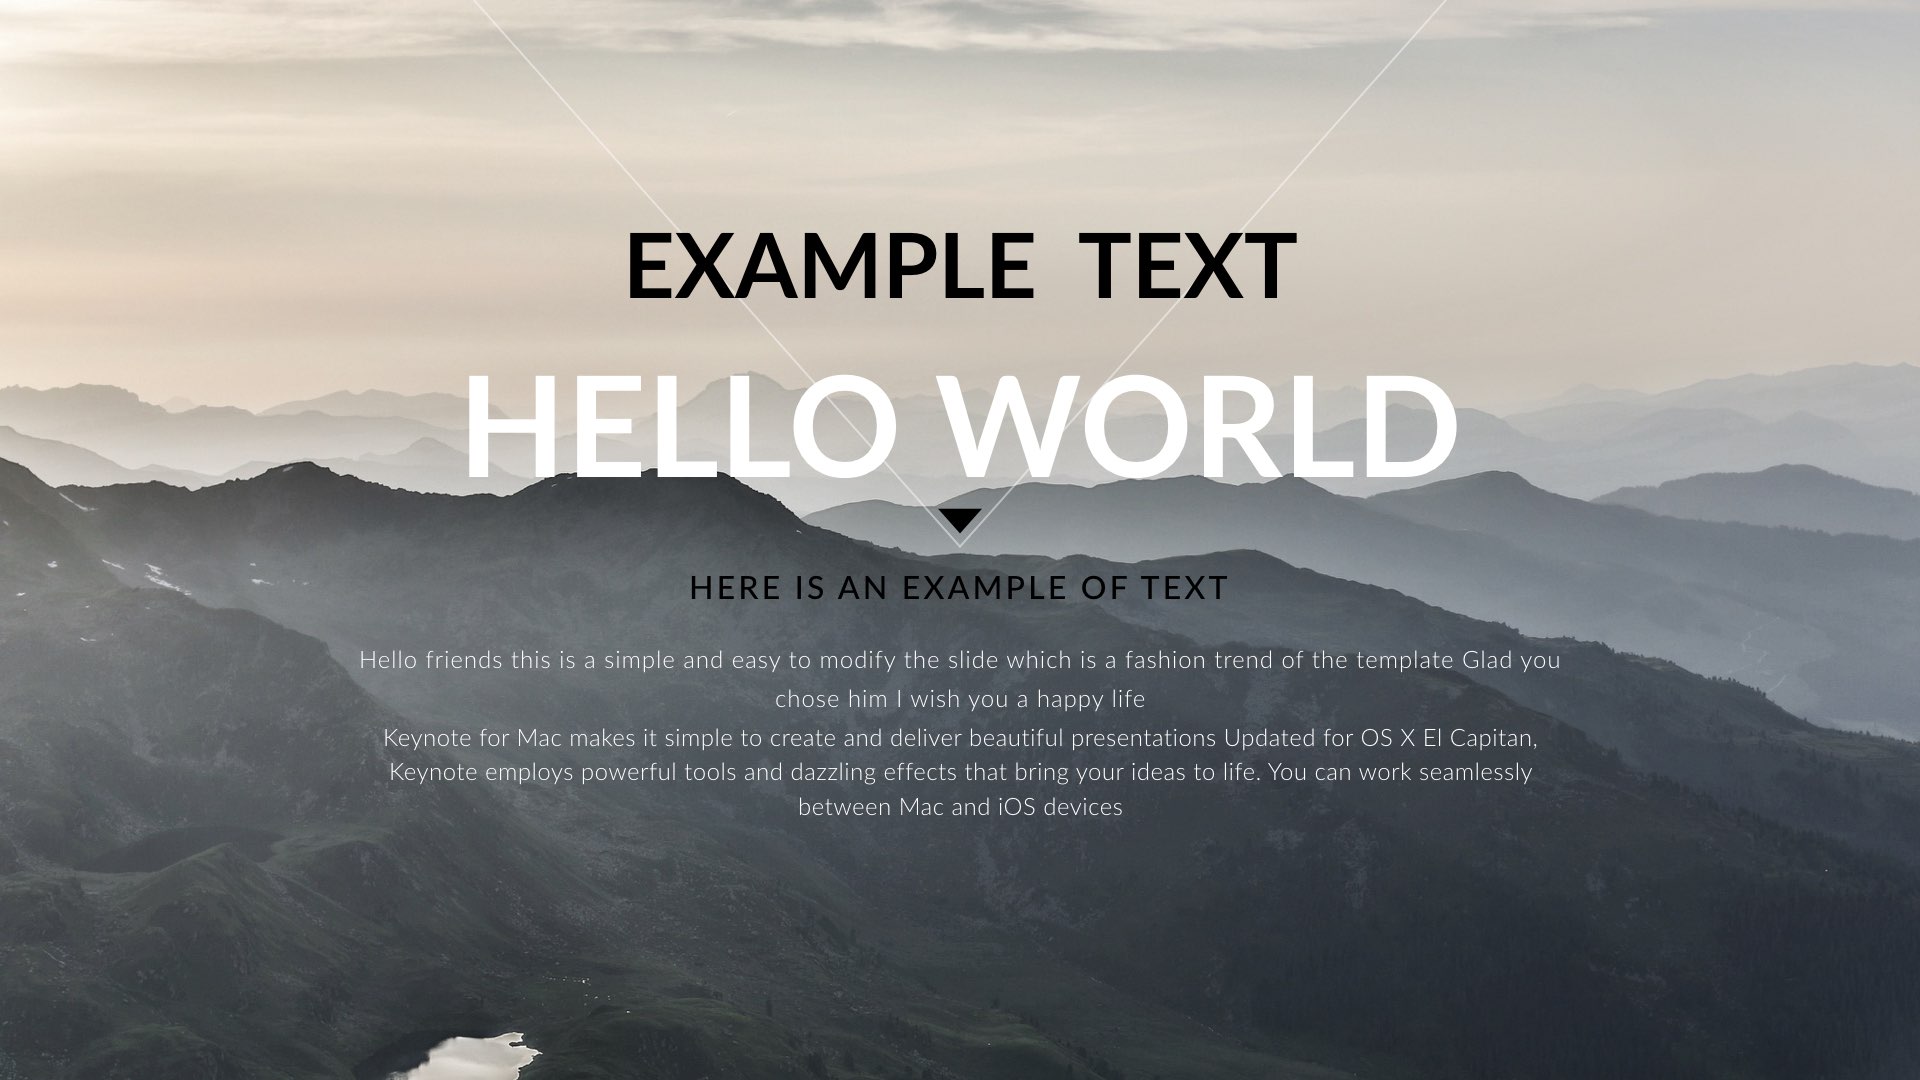 EXAMPLE TEXT
HELLO WORLD
HERE IS AN EXAMPLE OF TEXT
Hello friends this is a simple and easy to modify the slide which is a fashion trend of the template Glad you
chose him I wish you a happy life
Keynote for Mac makes it simple to create and deliver beautiful presentations Updated for OS X El Capitan,
Keynote employs powerful tools and dazzling effects that bring your ideas to life. You can work seamlessly
between Mac and iOS devices